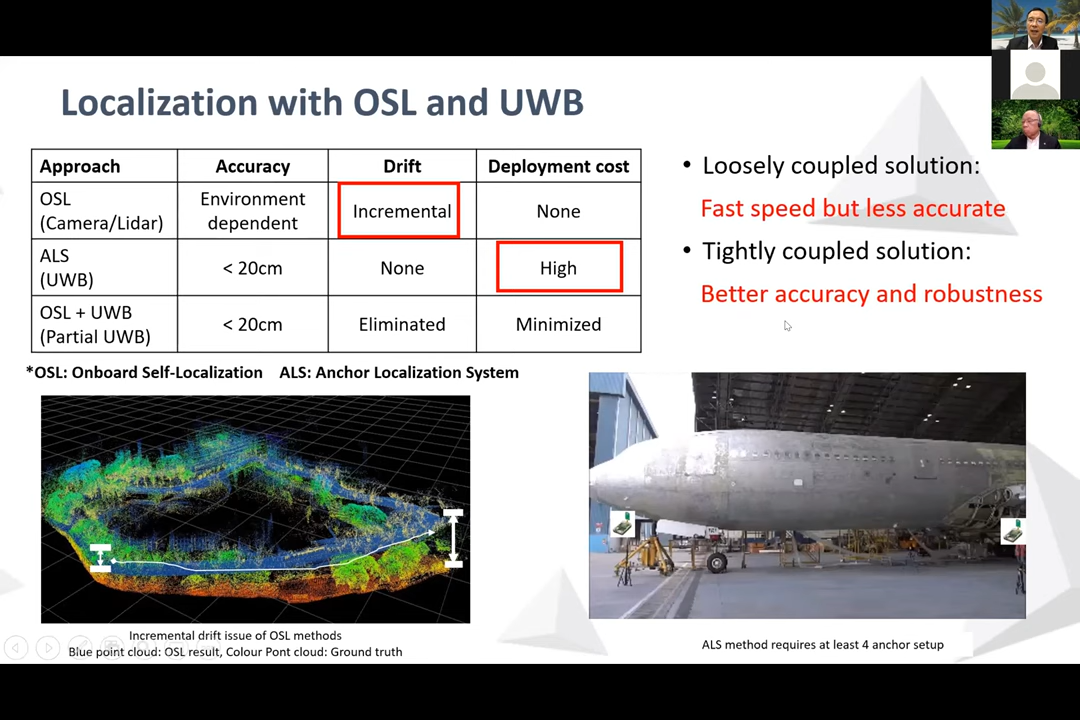 Localization with OSL and UWB
Approach Accuracy Drift Deployment cost
OSL
(Camera/Lidar) Environment
dependent Incremental None
ALS
(UWB) < 20cm None High
OSL + UWB
(Partial UWB) < 20cm Eliminated Minimized
*OSL: Onboard Self-Localization ALS: Anchor Localization System
• Loosely coupled solution:
Fast speed but less accurate
• Tightly coupled solution:
Better accuracy and robustness
Incremental drift issue of OSL methods
Blue point cloud: OSL result, Colour Pont cloud: Ground truth
ALS method requires at least 4 anchor setup